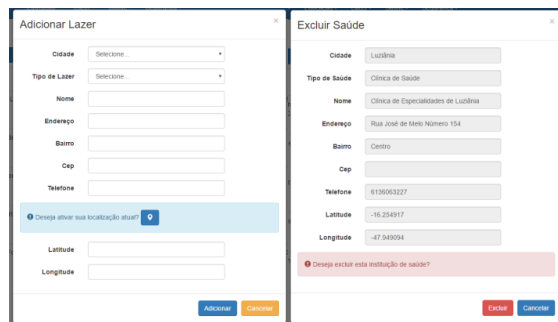 Adicionar Lazer
×
Cidade
Selecione...
Tipo de Lazer
Selecione...
Nome
Endereço
Bairro
Cep
Telefone
Deseja ativar sua localização atual?
Latitude
Longitude
Adicionar
Cancelar
Excluir Saúde
×
Cidade
Luziânia
Tipo de Saúde
Clínica de Saúde
Nome
Clínica de Especialidades de Luziânia
Endereço
Rua José de Melo Número 154
Bairro
Centro
Cep
Telefone
6136063227
Latitude
-16.254917
Longitude
-47.949094
Deseja excluir esta instituição de saúde?
Excluir
Cancelar